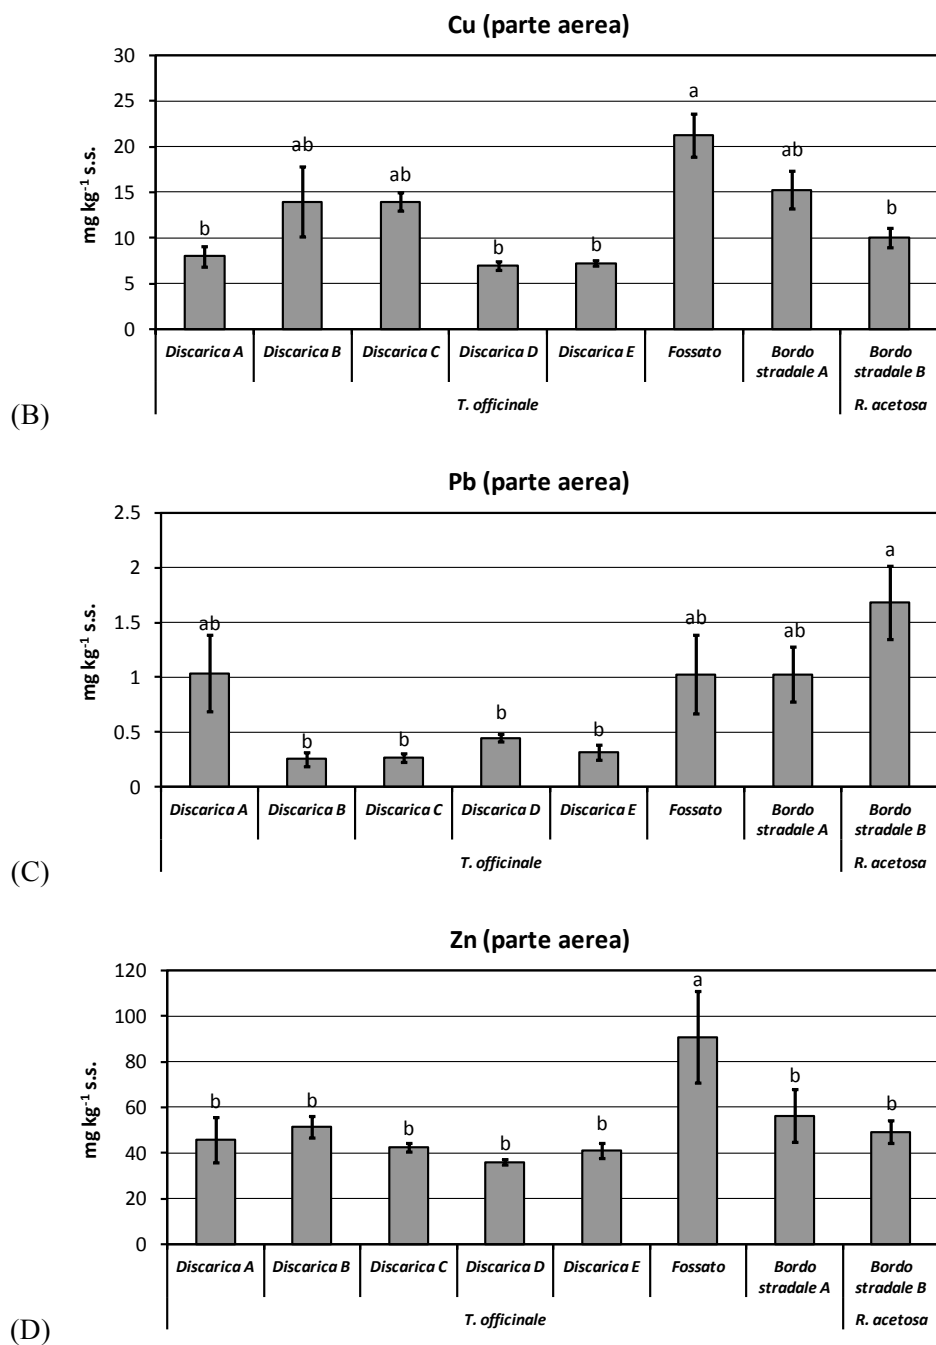 Cu (parte aerea)
mg kg⁻¹ s.s.
30
25
20
15
10
5
0
b
ab
ab
b
b
a
ab
b
Discarica A Discarica B Discarica C Discarica D Discarica E Fossato Bordo stradale A Bordo stradale B
T. officinale R. acetosa
(B)
Pb (parte aerea)
mg kg⁻¹ s.s.
2.5
2
1.5
1
0.5
0
ab
b
b
b
b
ab
ab
a
Discarica A Discarica B Discarica C Discarica D Discarica E Fossato Bordo stradale A Bordo stradale B
T. officinale R. acetosa
(C)
Zn (parte aerea)
mg kg⁻¹ s.s.
120
100
80
60
40
20
0
b
b
b
b
b
a
b
b
Discarica A Discarica B Discarica C Discarica D Discarica E Fossato Bordo stradale A Bordo stradale B
T. officinale R. acetosa
(D)